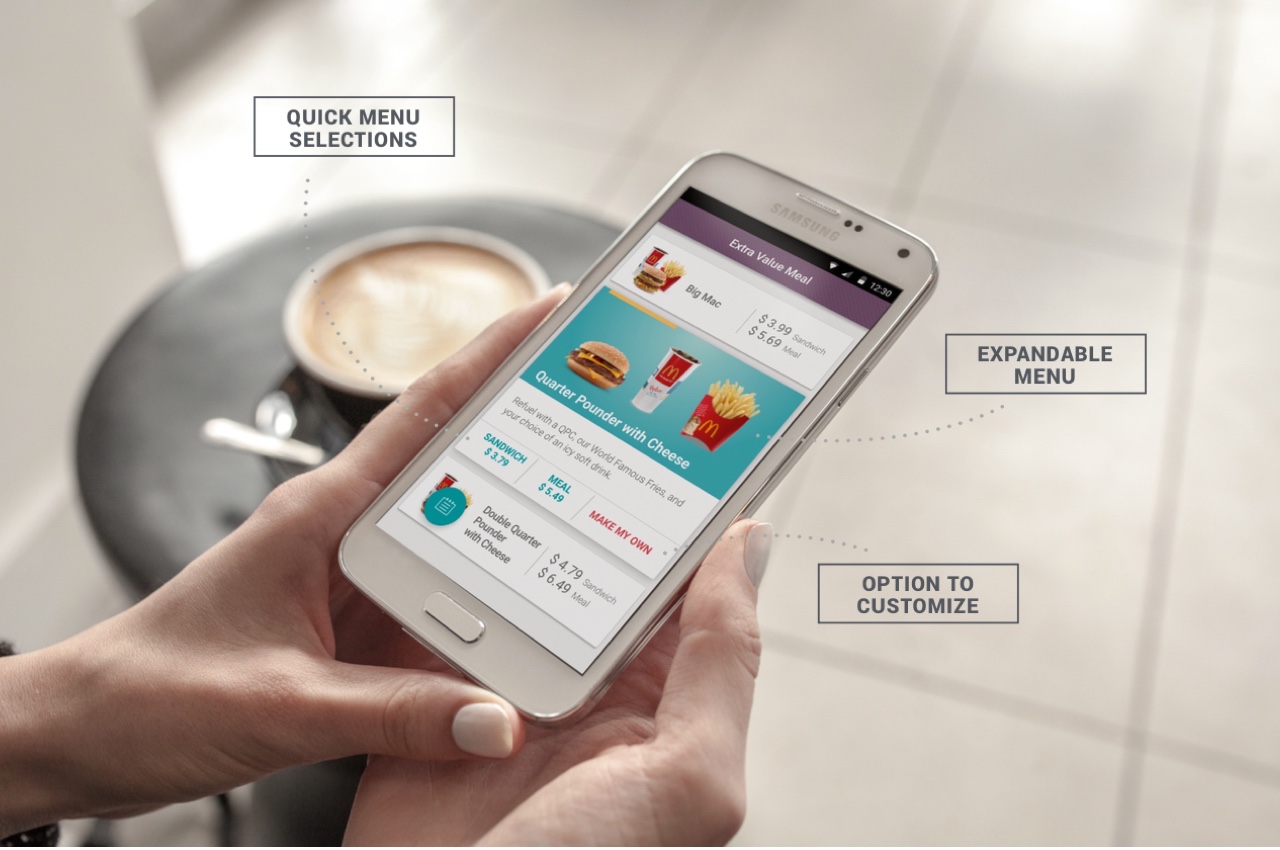 QUICK MENU
SELECTIONS
SAMSUNG
12:30
Extra Value Meal
Big Mac
$ 3.99 Sandwich
$ 5.69 Meal
EXPANDABLE
MENU
Quarter Pounder with Cheese
Refuel with a QPC, our World Famous Fries, and
your choice of an icy soft drink.
SANDWICH
$ 3.79
MEAL
$ 5.49
MAKE MY OWN
Double Quarter
Pounder
with Cheese
$ 4.79 Sandwich
$ 6.49 Meal
OPTION TO
CUSTOMIZE